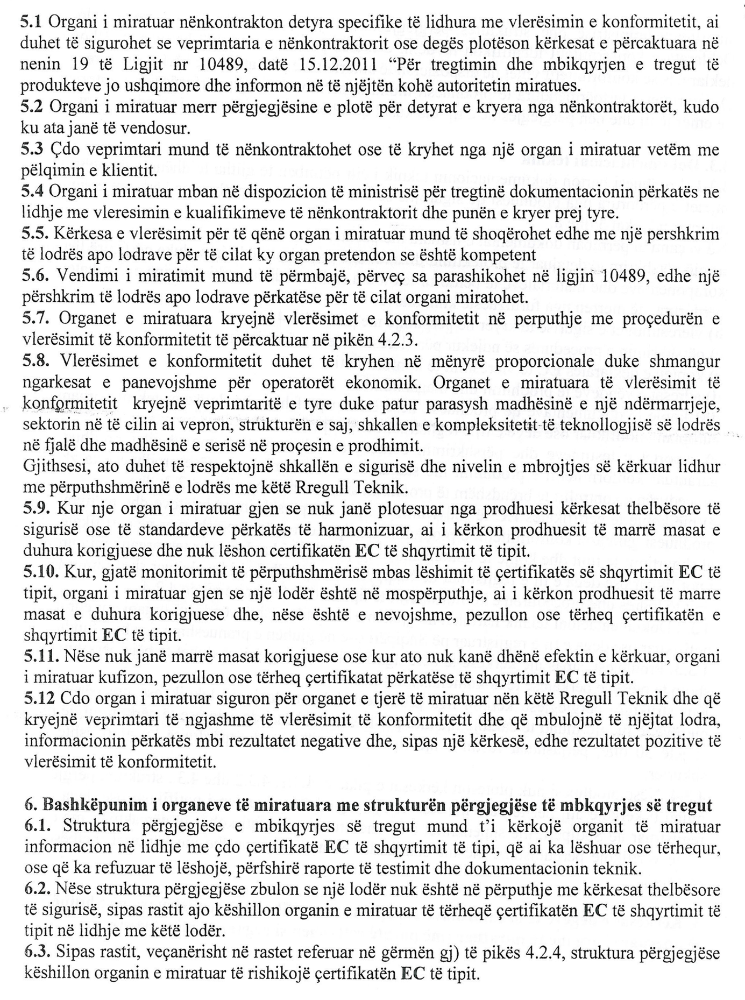 5.1 Organi i miratuar nënkontrakton detyra specifike të lidhura me vlerësimin e konformitetit, ai
duhet të sigurohet se veprimtaria e nënkontraktorit ose degës plotëson kërkesat e përcaktuara në
nenin 19 të Ligjit nr 10489, datë 15.12.2011 “Për tregtimin dhe mbikqyrjen e tregut të
produkteve jo ushqimore dhe informon në të njëjtën kohë autoritetin miratues.
5.2 Organi i miratuar merr përgjegjësine e plotë për detyrat e kryera nga nënkontraktorët, kudo
ku ata janë të vendosur.
5.3 Çdo veprimtari mund të nënkontraktohet ose të kryhet nga një organ i miratuar vetëm me
pëlqimin e klientit.
5.4 Organi i miratuar mban në dispozicion të ministrisë për tregtinë dokumentacionin përkatës ne
lidhje me vleresimin e kualifikimeve të nënkontraktorit dhe punën e kryer prej tyre.
5.5. Kërkesa e vlerësimit për të qënë organ i miratuar mund të shoqërohet edhe me një pershkrim
të lodrës apo lodrave për të cilat ky organ pretendon se është kompetent
5.6. Vendimi i miratimit mund të përmbajë, përveç sa parashikohet në ligjin 10489, edhe një
përshkrim të lodrës apo lodrave përkatëse për të cilat organi miratohet.
5.7. Organet e miratuara kryejnë vlerësimet e konformitetit në perputhje me proçedurën e
vlerësimit të konformitetit të përcaktuar në pikën 4.2.3.
5.8. Vlerësimet e konformitetit duhet të kryhen në mënyrë proporcionale duke shmangur
ngarkesat e panevojshme për operatorët ekonomik. Organet e miratuara të vlerësimit të
konformitetit kryejnë veprimtaritë e tyre duke patur parasysh madhësinë e një ndërmarrjeje,
sektorin në të cilin ai vepron, strukturën e saj, shkallen e kompleksitetit të teknollogjisë së lodrës
në fjalë dhe madhësinë e serisë në proçesin e prodhimit.
Gjithsesi, ato duhet të respektojnë shkallën e sigurisë dhe nivelin e mbrojtjes së kërkuar lidhur
me përputhshmërinë e lodrës me këtë Rregull Teknik.
5.9. Kur nje organ i miratuar gjen se nuk janë plotesuar nga prodhuesi kërkesat thelbësore të
sigurisë ose të standardeve përkatës të harmonizuar, ai i kërkon prodhuesit të marrë masat e
duhura korigjuese dhe nuk lëshon certifikatën EC të shqyrtimit të tipit.
5.10. Kur, gjatë monitorimit të përputhshmërisë mbas lëshimit të çertifikatës së shqyrtimit EC të
tipit, organi i miratuar gjen se një lodër është në mospërputhje, ai i kërkon prodhuesit të marre
masat e duhura korigjuese dhe, nëse është e nevojshme, pezullon ose tërheq çertifikatën e
shqyrtimit EC të tipit.
5.11. Nëse nuk janë marrë masat korigjuese ose kur ato nuk kanë dhënë efektin e kërkuar, organi
i miratuar kufizon, pezullon ose tërheq çertifikatat përkatëse të shqyrtimit EC të tipit.
5.12 Cdo organ i miratuar siguron për organet e tjerë të miratuar nën këtë Rregull Teknik dhe që
kryejnë veprimtari të ngjashme të vlerësimit të konformitetit dhe që mbulojnë të njëjtat lodra,
informacionin përkatës mbi rezultatet negative dhe, sipas një kërkesë, edhe rezultatet pozitive të
vlerësimit të konformitetit.
6. Bashkëpunim i organeve të miratuara me strukturën përgjegjëse të mbkqyrjes së tregut
6.1. Struktura përgjegjëse e mbikqyrjes së tregut mund t’i kërkojë organit të miratuar
informacion në lidhje me çdo çertifikatë EC të shqyrtimit të tipi, që ai ka lëshuar ose tërhequr,
ose që ka refuzuar të lëshojë, përfshirë raporte të testimit dhe dokumentacionin teknik.
6.2. Nëse struktura përgjegjëse zbulon se një lodër nuk është në përputhje me kërkesat thelbësore
të sigurisë, sipas rastit ajo këshillon organin e miratuar të tërheqë çertifikatën EC të shqyrtimit të
tipit në lidhje me këtë lodër.
6.3. Sipas rastit, veçanërisht në rastet referuar në gërmën gj) të pikës 4.2.4, struktura përgjegjëse
këshillon organin e miratuar të rishikojë çertifikatën EC të tipit.